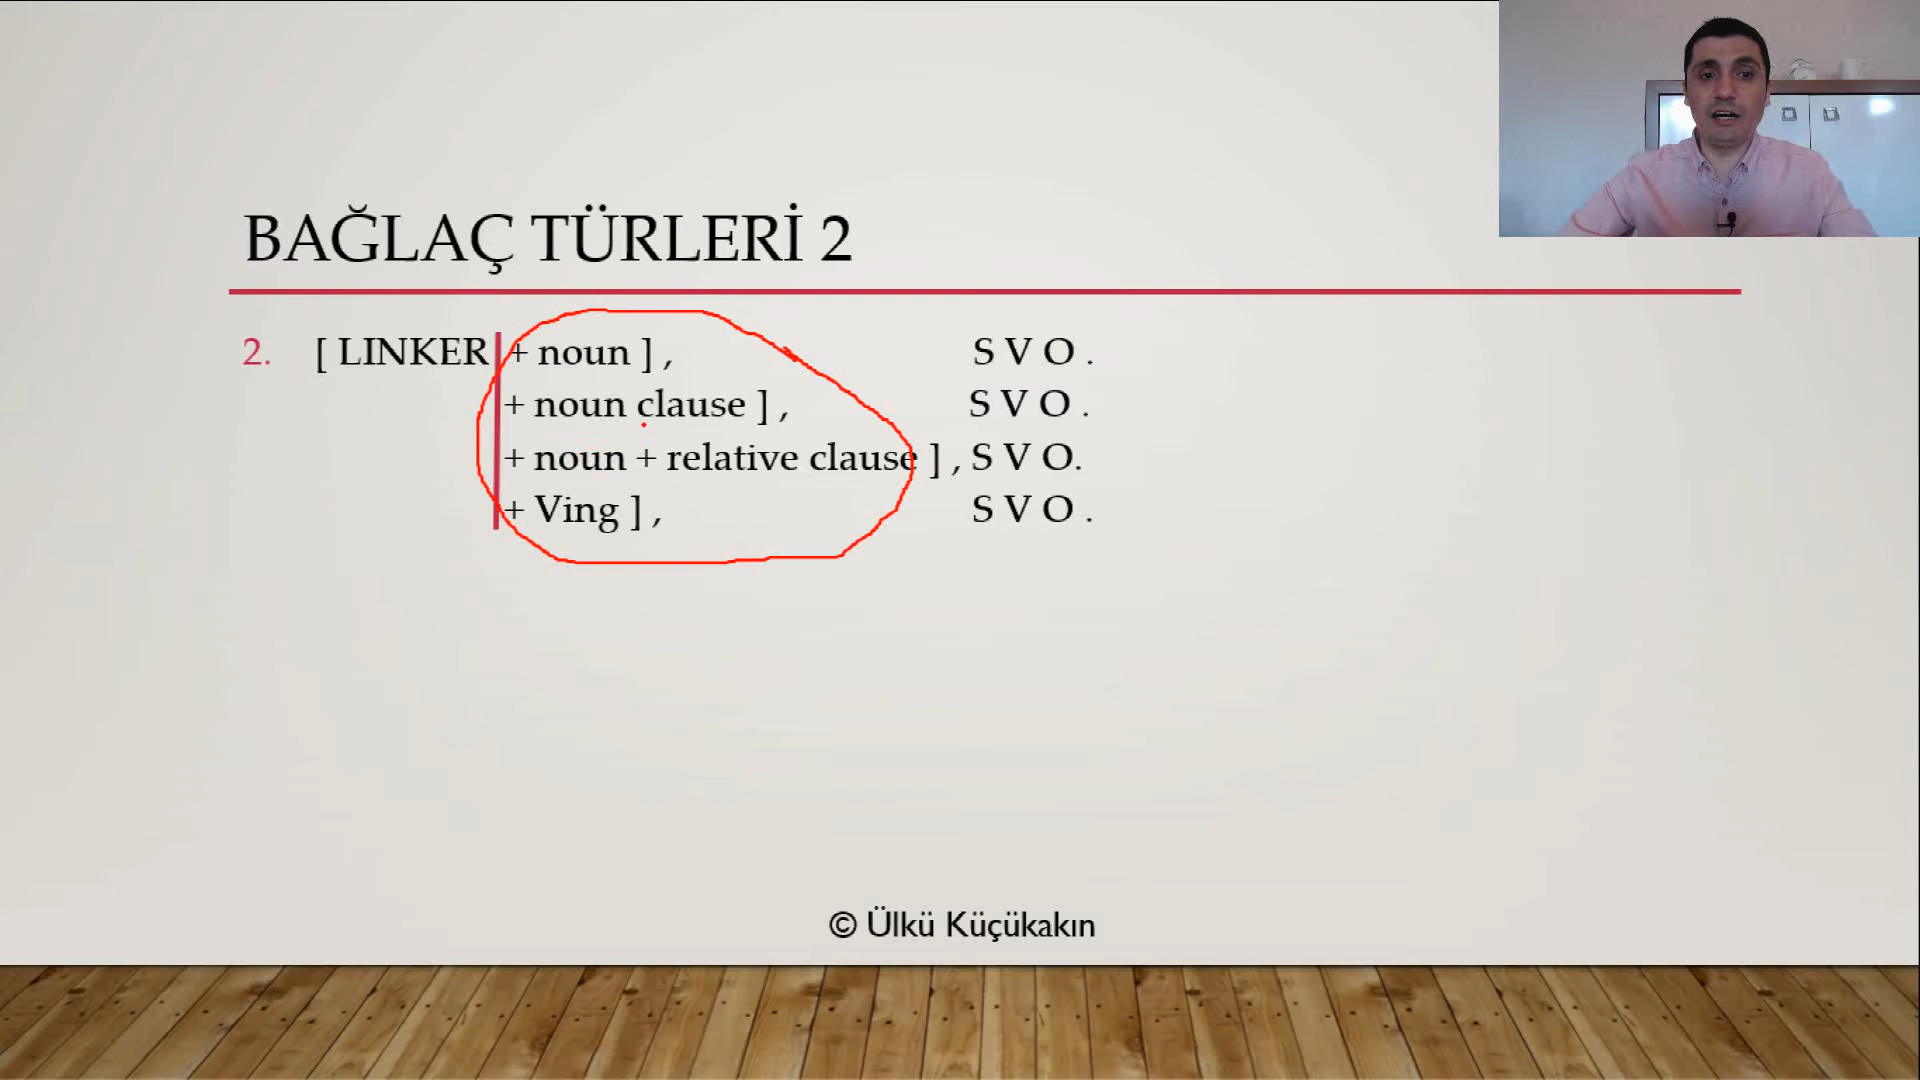 BAĞLAÇ TÜRLERİ 2
2. [ LINKER + noun ] , S V O .
+ noun clause ] , S V O .
+ noun + relative clause ] , S V O.
+ Ving ] , S V O .
© Ülkü Küçükakın